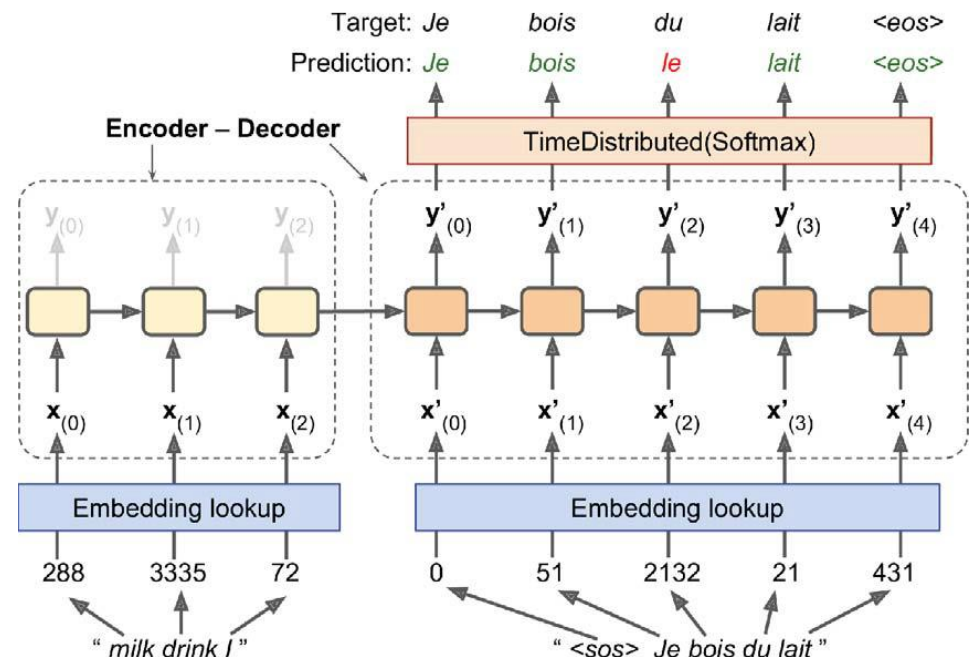 Target: Je bois du lait <eos>
Prediction: Je bois le lait <eos>
Encoder – Decoder
TimeDistributed(Softmax)
y(0) y(1) y(2) y'(0) y'(1) y'(2) y'(3) y'(4)
x(0) x(1) x(2) x'(0) x'(1) x'(2) x'(3) x'(4)
Embedding lookup Embedding lookup
288 3335 72 0 51 2132 21 431
“ milk drink I ” “ <sos> Je bois du lait ”